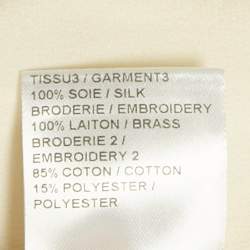 TISSU3 / GARMENT3
100% SOIE / SILK
BRODERIE / EMBROIDERY
100% LAITON / BRASS
BRODERIE 2 /
EMBROIDERY 2
85% COTON / COTTON
15% POLYESTER /
POLYESTER